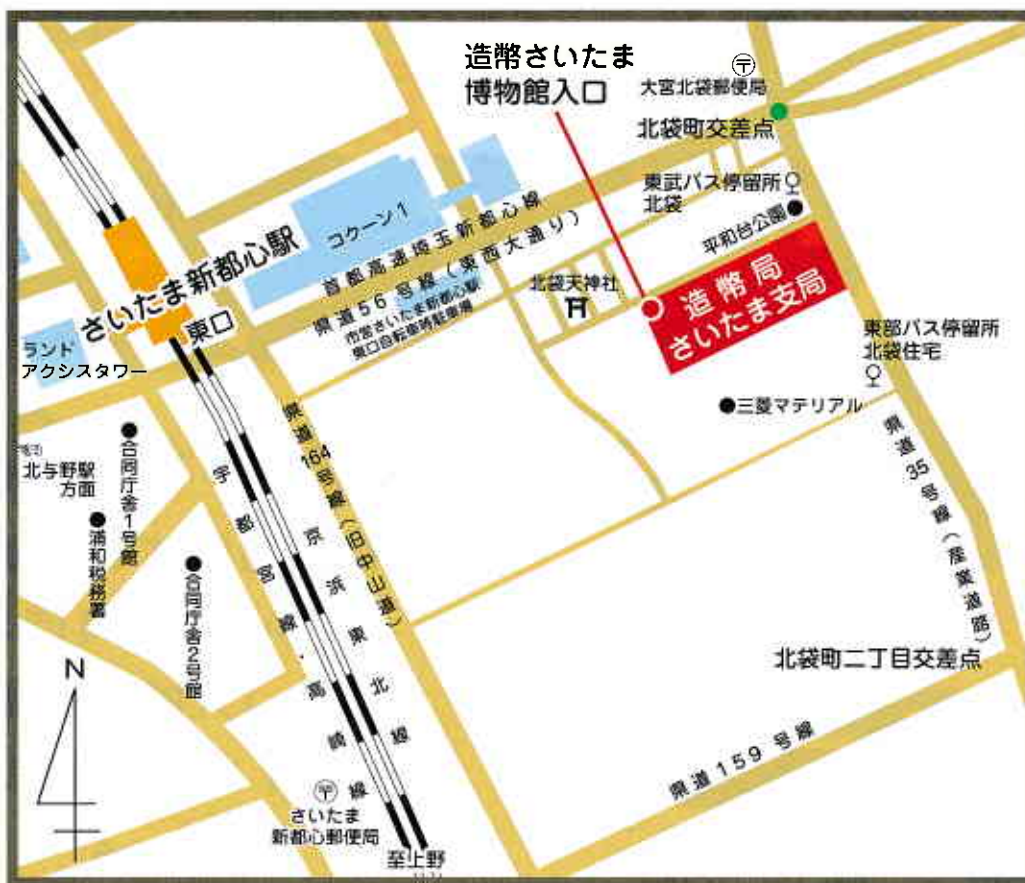 造幣さいたま
博物館入口
〒
大宮北袋郵便局
北袋町交差点
東武バス停留所
北袋
平和台公園●
コクーン1
首都高速埼玉新都心線
県道56号線(東西大通り)
市営さいたま新都心駅
東口自転車等駐車場
北袋天神社
造幣局
さいたま支局
さいたま新都心駅
東口
ランド
アクシスタワー
東部バス停留所
北袋住宅
●三菱マテリアル
北与野駅
方面
●合同庁舎1号館
●浦和税務署
●合同庁舎2号館
県道164号線(旧中山道)
県道35号線(産業道路)
宇都宮線・高崎線
京浜東北線
北袋町二丁目交差点
県道159号線
N
〒
さいたま
新都心郵便局
至上野